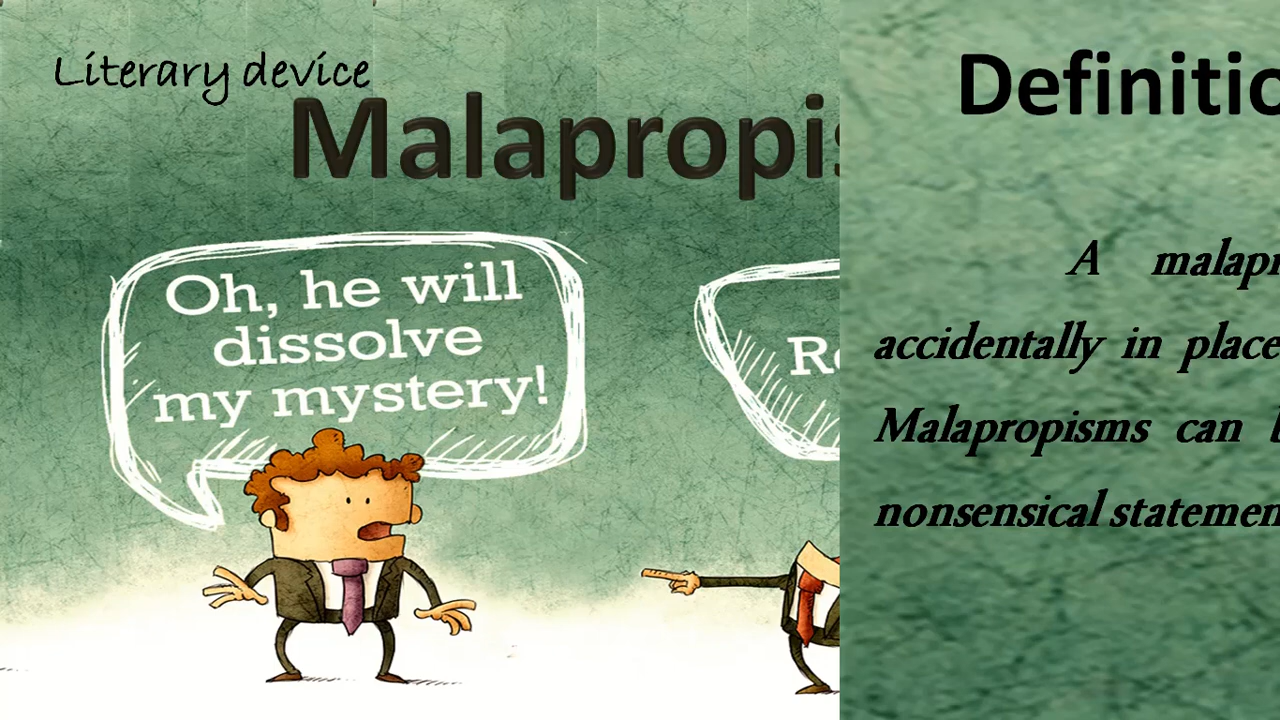 Literary device
Malapropis
Oh, he will
dissolve
my mystery!
Re
Definitio
A malapr
accidentally in place
Malapropisms can b
nonsensical statemen